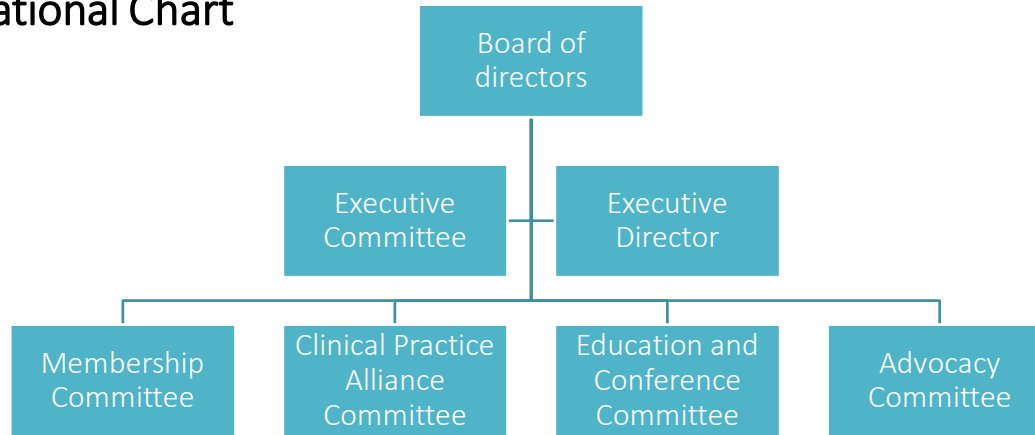 ational Chart
Board of
directors
Executive
Committee
Executive
Director
Membership
Committee
Clinical Practice
Alliance
Committee
Education and
Conference
Committee
Advocacy
Committee